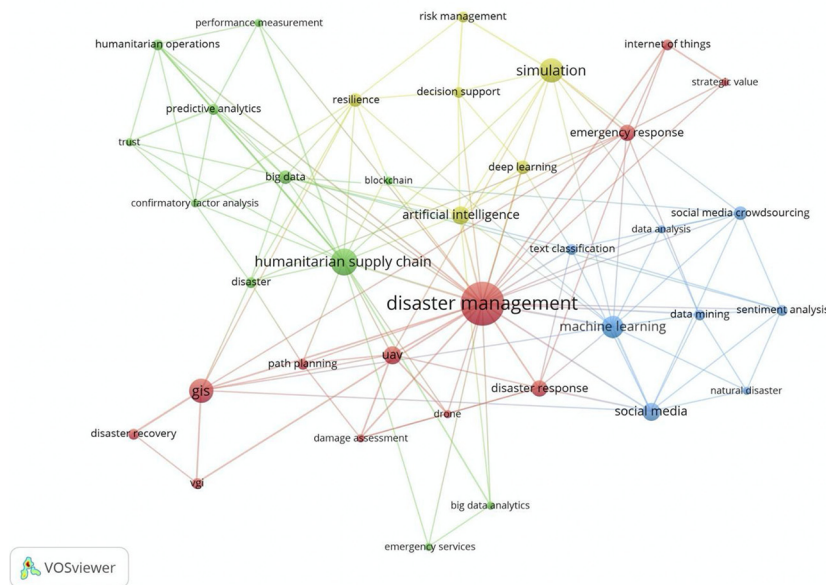 risk management
performance measurement
humanitarian operations
internet of things
simulation
strategic value
decision support
resilience
predictive analytics
emergency response
trust
deep learning
big data
blockchain
confirmatory factor analysis
artificial intelligence
social media crowdsourcing
data analysis
text classification
humanitarian supply chain
disaster
disaster management
data mining
sentiment analysis
machine learning
uav
path planning
gis
disaster response
natural disaster
social media
drone
disaster recovery
damage assessment
vgi
big data analytics
emergency services
VOSviewer